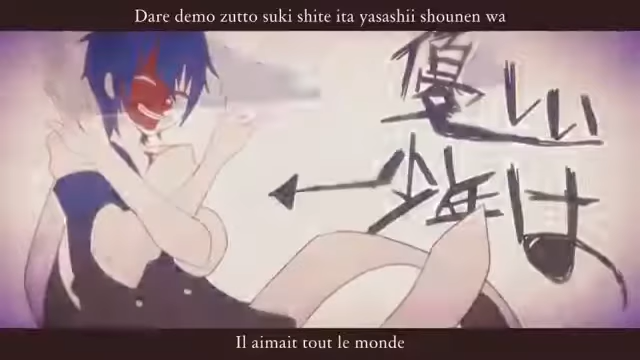 Dare demo zutto suki shite ita yasashii shounen wa
優しい
少年は
Il aimait tout le monde